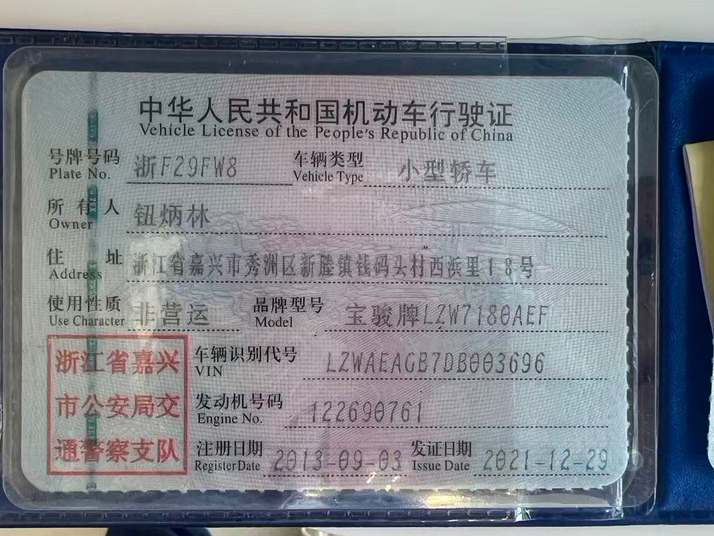 中华人民共和国机动车行驶证
Vehicle License of the People's Republic of China
号牌号码 浙F29FW8 车辆类型 小型轿车
Plate No. Vehicle Type
所有人 钮炳林
Owner
住址 浙江省嘉兴市秀洲区新塍镇钱码头村西浜里18号
Address
使用性质 非营运 品牌型号 宝骏牌LZW7180AEF
Use Character Model
浙江省嘉兴 车辆识别代号 LZWAEAGB7DB003696
VIN
市公安局交 发动机号码 122690761
Engine No.
通警察支队 注册日期 2013-09-03 发证日期 2021-12-29
Register Date Issue Date